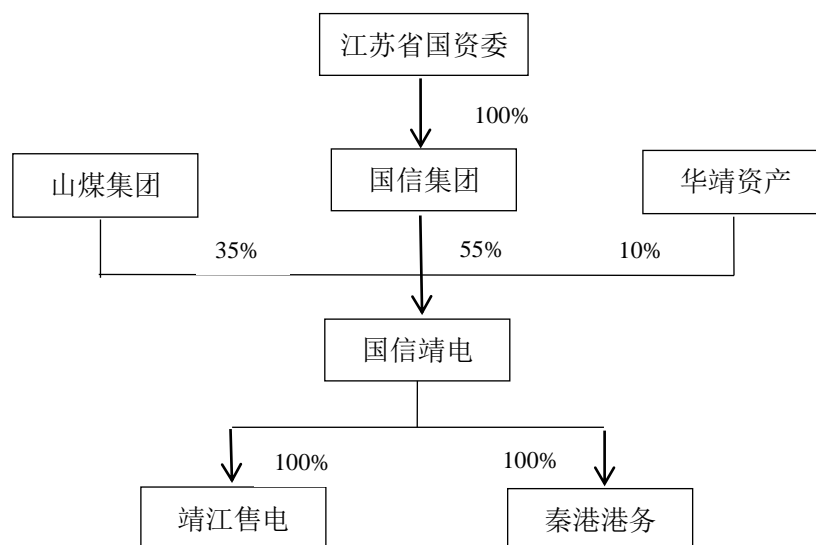 江苏省国资委
100%
山煤集团
国信集团
华靖资产
35%
55%
10%
国信靖电
100%
100%
靖江售电
秦港港务